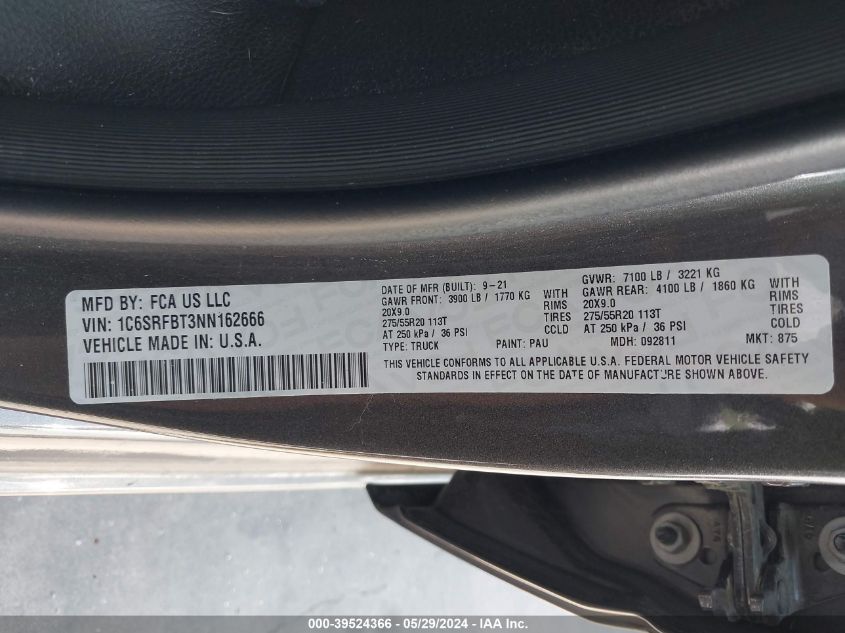 MFD BY: FCA US LLC
VIN: 1C6SRFBT3NN162666
VEHICLE MADE IN: U.S.A.
DATE OF MFR (BUILT): 9-21
GAWR FRONT: 3900 LB / 1770 KG WITH
20X9.0 RIMS
275/55R20 113T TIRES
AT 250 kPa / 36 PSI COLD
TYPE: TRUCK PAINT: PAU
GVWR: 7100 LB / 3221 KG
GAWR REAR: 4100 LB / 1860 KG WITH
20X9.0 RIMS
275/55R20 113T TIRES
AT 250 kPa / 36 PSI COLD
MDH: 092811 MKT: 875
THIS VEHICLE CONFORMS TO ALL APPLICABLE U.S.A. FEDERAL MOTOR VEHICLE SAFETY
STANDARDS IN EFFECT ON THE DATE OF MANUFACTURE SHOWN ABOVE.
000-39524366 - 05/29/2024 - IAA Inc.